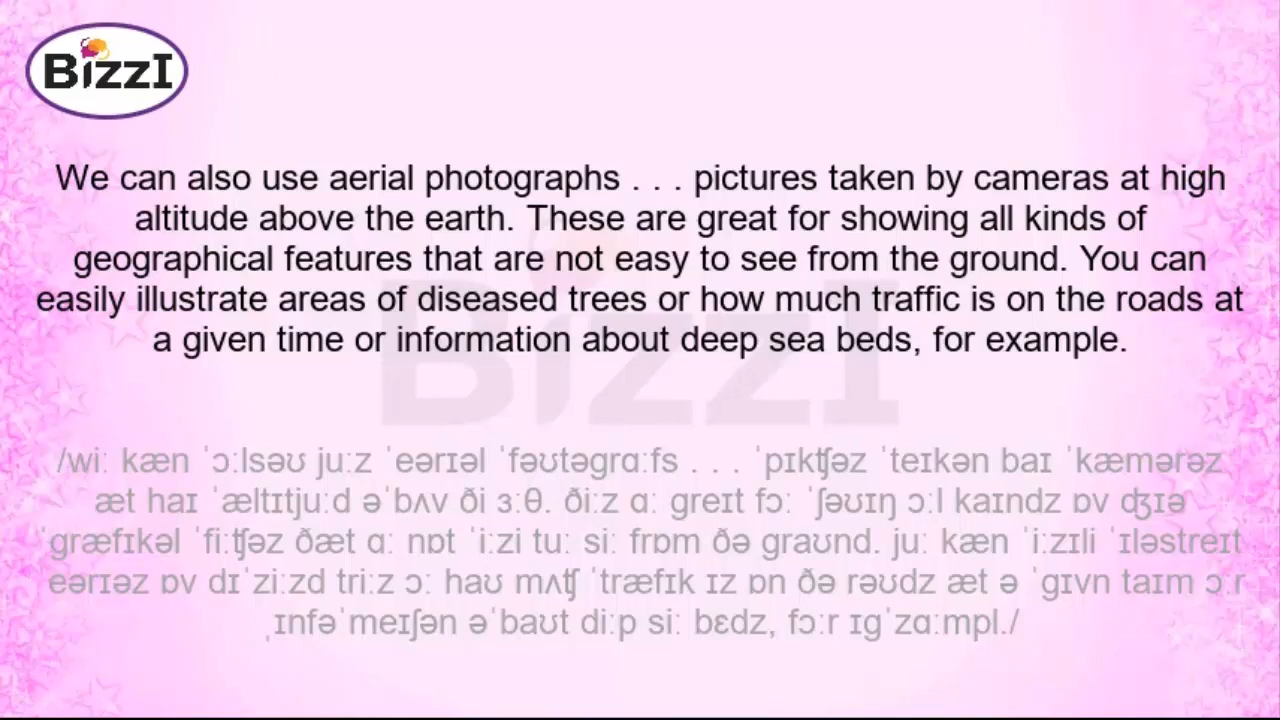 BizzI
We can also use aerial photographs . . . pictures taken by cameras at high
altitude above the earth. These are great for showing all kinds of
geographical features that are not easy to see from the ground. You can
easily illustrate areas of diseased trees or how much traffic is on the roads at
a given time or information about deep sea beds, for example.
BizzI
/wiː kæn ˈɔːlsəʊ juːz ˈeərɪəl ˈfəʊtəgrɑːfs . . . ˈpɪkʧəz ˈteɪkən baɪ ˈkæmərəz
æt haɪ ˈæltɪtjuːd əˈbʌv ði ɜːθ. ðiːz ɑː greɪt fɔː ˈʃəʊɪŋ ɔːl kaɪndz ɒv ʤɪə
ˈgræfɪkəl ˈfiːʧəz ðæt ɑː nɒt ˈiːzi tuː siː frɒm ðə graʊnd. juː kæn ˈiːzɪli ˈɪləstreɪt
eərɪəz ɒv dɪˈziːzd triːz ɔː haʊ mʌʧ ˈtræfɪk ɪz ɒn ðə rəʊdz æt ə ˈgɪvn taɪm ɔːr
ˌɪnfəˈmeɪʃən əˈbaʊt diːp siː bɛdz, fɔːr ɪgˈzɑːmpl./